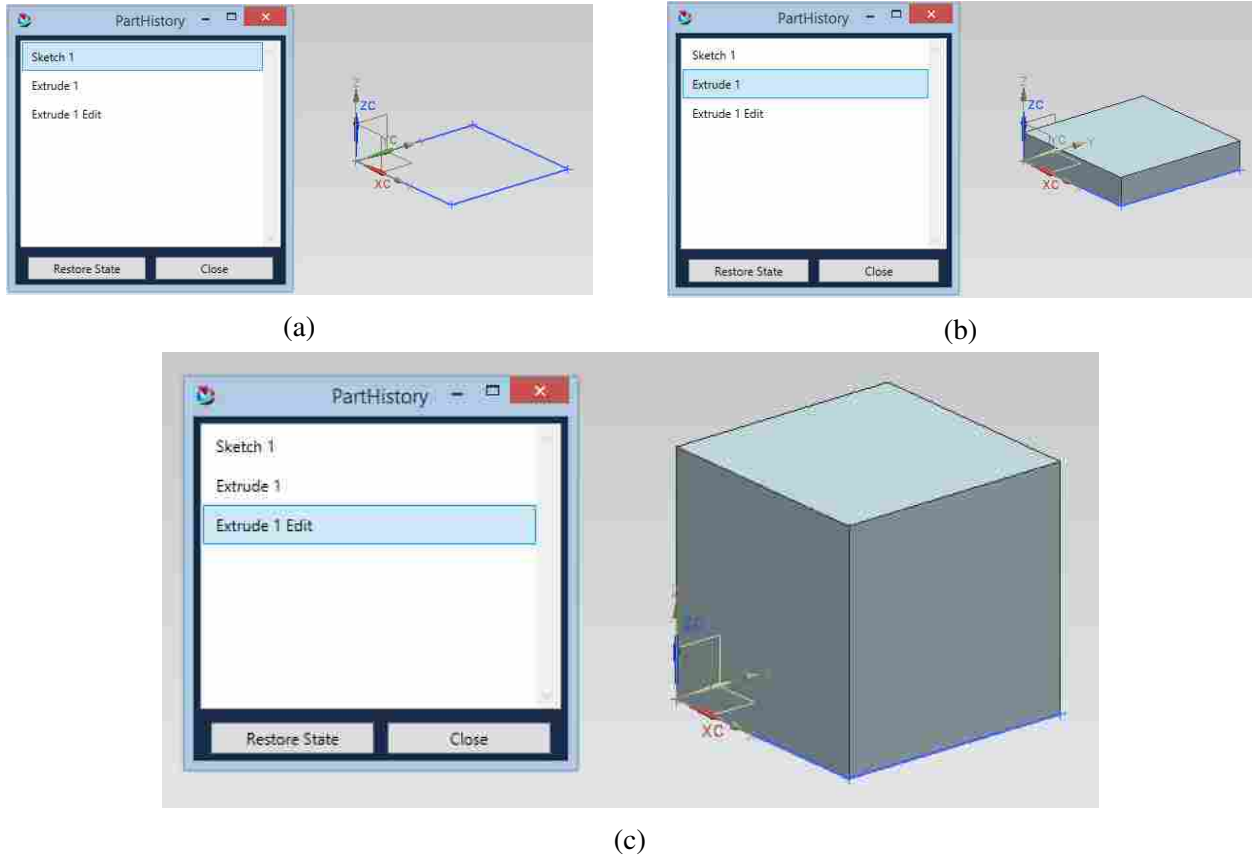 PartHistory
Sketch 1
Extrude 1
Extrude 1 Edit
Restore State Close
Z
ZC
YC Y
XC X
(a)
PartHistory
Sketch 1
Extrude 1
Extrude 1 Edit
Restore State Close
Z
ZC
YC Y
XC
(b)
PartHistory
Sketch 1
Extrude 1
Extrude 1 Edit
Restore State Close
ZC
XC
(c)